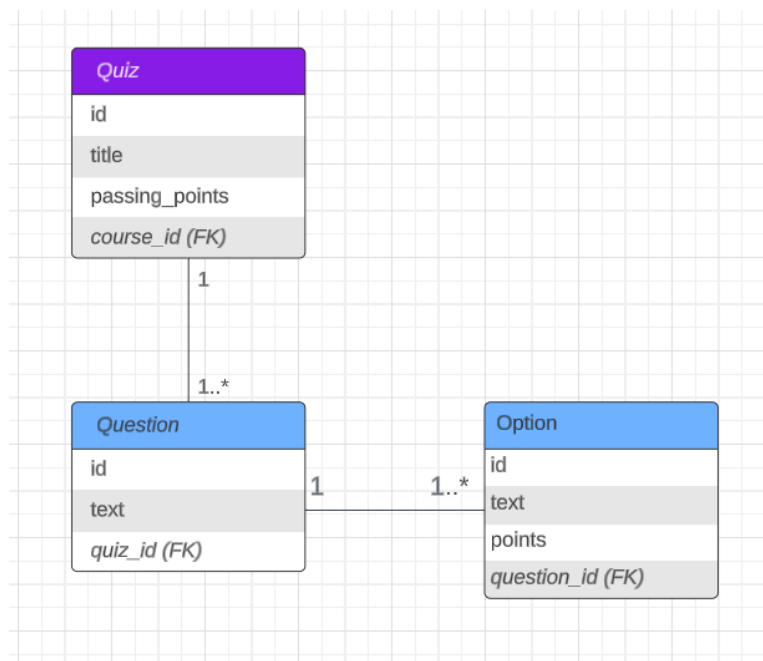 Quiz
id
title
passing_points
course_id (FK)
1
1..*
Question
id
text
quiz_id (FK)
1
1..*
Option
id
text
points
question_id (FK)